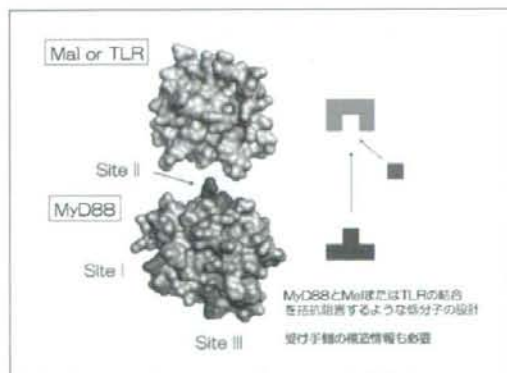 Mal or TLR
Site II
MyD88
Site I
Site III
MyD88とMalまたはTLRの結合
を拮抗阻害するような低分子の設計
受け手側の構造情報も必要